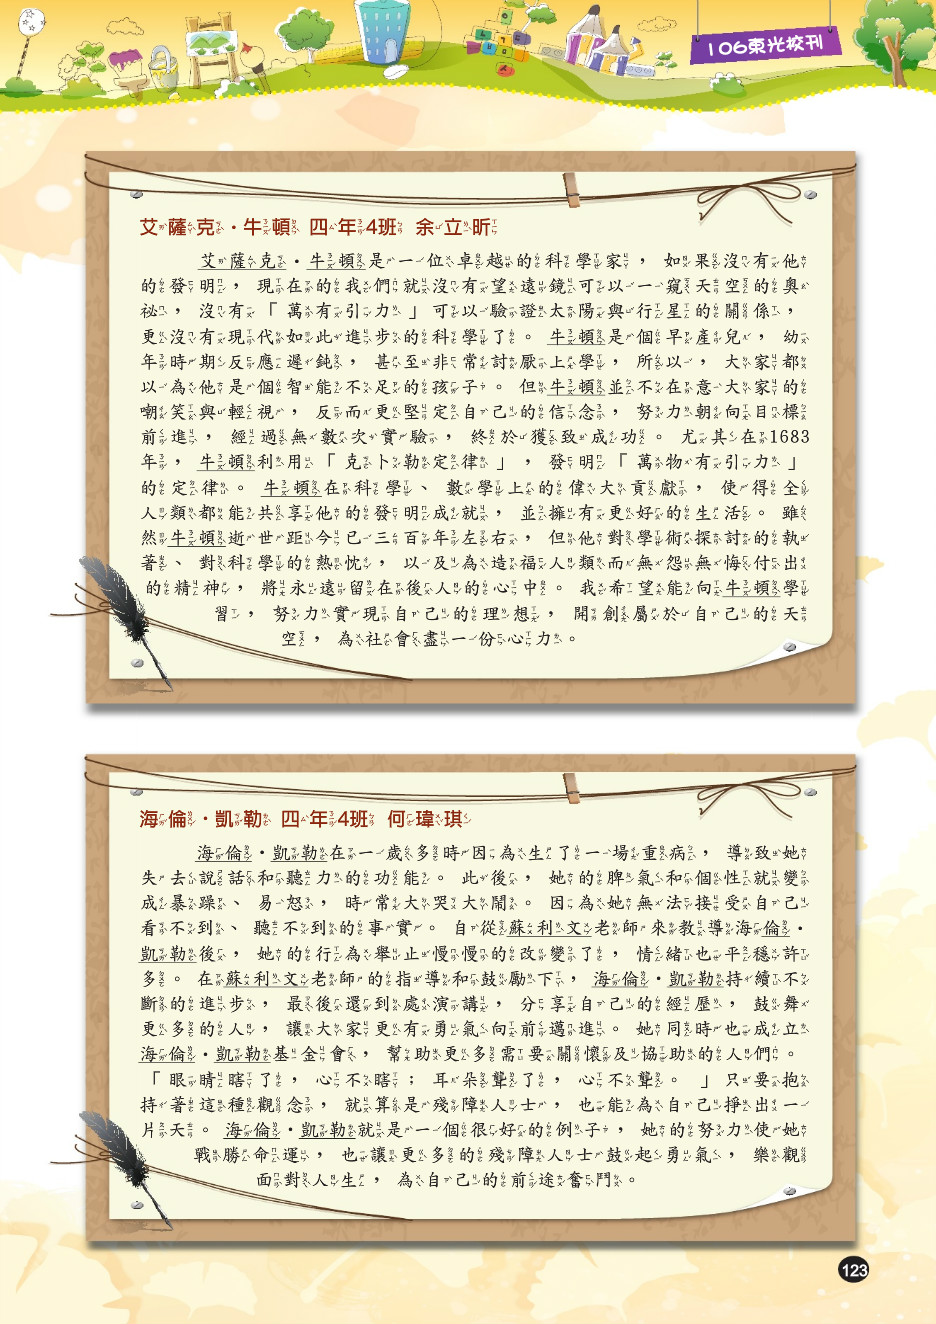 106東光校刊
艾薩克・牛頓 四年4班 余立昕
艾薩克・牛頓是一位卓越的科學家，如果沒有他
的發明，現在的我們就沒有望遠鏡可以一窺天空的奧
祕，沒有「萬有引力」可以驗證太陽與行星的關係，
更沒有現代如此進步的科學了。牛頓是個早產兒，幼
年時期反應遲鈍，甚至非常討厭上學，所以，大家都
以為他是個智能不足的孩子。但牛頓並不在意大家的
嘲笑與輕視，反而更堅定自己的信念，努力朝向目標
前進，經過無數次實驗，終於獲致成功。尤其在1683
年，牛頓利用「克卜勒定律」，發明「萬物有引力」
的定律。牛頓在科學、數學上的偉大貢獻，使得全
人類都能共享他的發明成就，並擁有更好的生活。雖
然牛頓逝世距今已三百年左右，但他對學術探討的執
著、對科學的熱忱，以及為造福人類而無怨無悔付出
的精神，將永遠留在後人的心中。我希望能向牛頓學
習，努力實現自己的理想，開創屬於自己的天
空，為社會盡一份心力。
海倫・凱勒 四年4班 何瑋琪
海倫・凱勒在一歲多時因為生了一場重病，導致她
失去說話和聽力的功能。此後，她的脾氣和個性就變
成暴躁、易怒，時常大哭大鬧。因為她無法接受自己
看不到、聽不到的事實。自從蘇利文老師來教導海倫・
凱勒後，她的行為舉止慢慢的改變了，情緒也平穩許
多。在蘇利文老師的指導和鼓勵下，海倫・凱勒持續不
斷的進步，最後還到處演講，分享自己的經歷，鼓舞
更多的人，讓大家更有勇氣向前邁進。她同時也成立
海倫・凱勒基金會，幫助更多需要關懷及協助的人們。
「眼睛瞎了，心不瞎；耳朵聾了，心不聾。」只要抱
持著這種觀念，就算是殘障人士，也能為自己掙出一
片天。海倫・凱勒就是一個很好的例子，她的努力使她
戰勝命運，也讓更多的殘障人士鼓起勇氣，樂觀
面對人生，為自己的前途奮鬥。
123